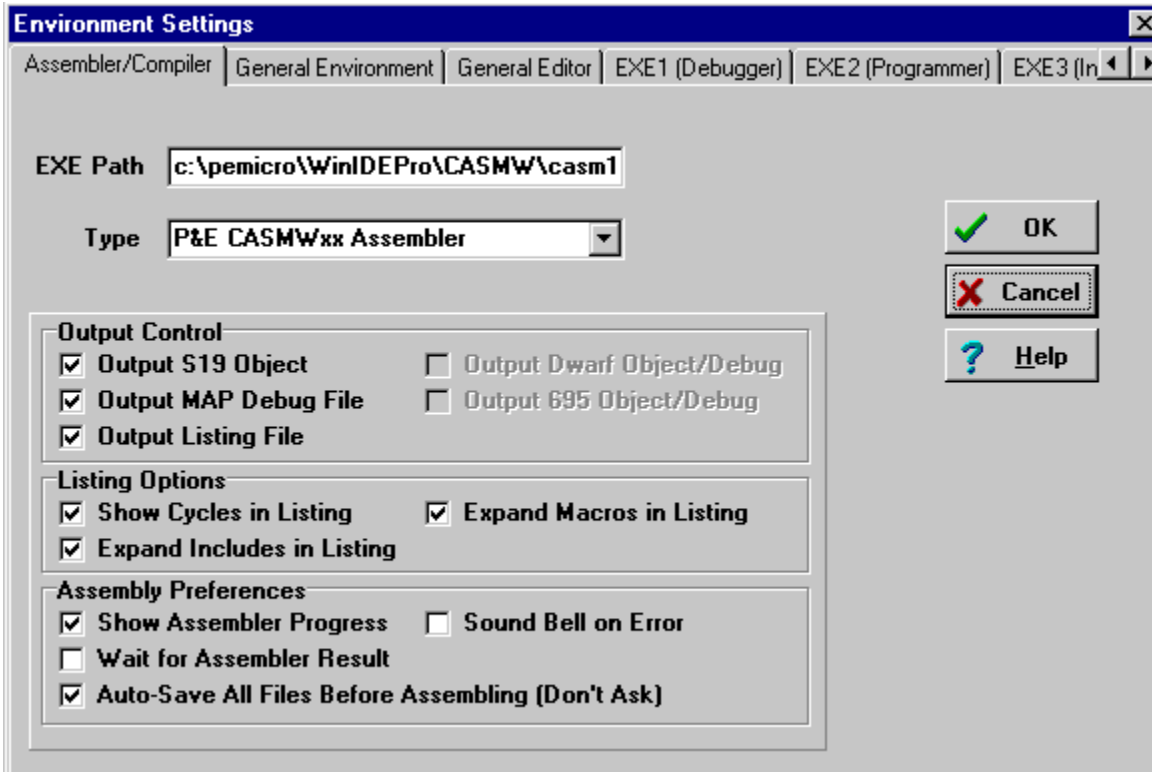 Environment Settings
Assembler/Compiler General Environment General Editor EXE1 (Debugger) EXE2 (Programmer) EXE3 (In
EXE Path c:\pemicro\WinIDEPro\CASMW\casm1
Type P&E CASMWxx Assembler
OK
Cancel
Help
Output Control
Output S19 Object Output Dwarf Object/Debug
Output MAP Debug File Output 695 Object/Debug
Output Listing File
Listing Options
Show Cycles in Listing Expand Macros in Listing
Expand Includes in Listing
Assembly Preferences
Show Assembler Progress Sound Bell on Error
Wait for Assembler Result
Auto-Save All Files Before Assembling (Don't Ask)